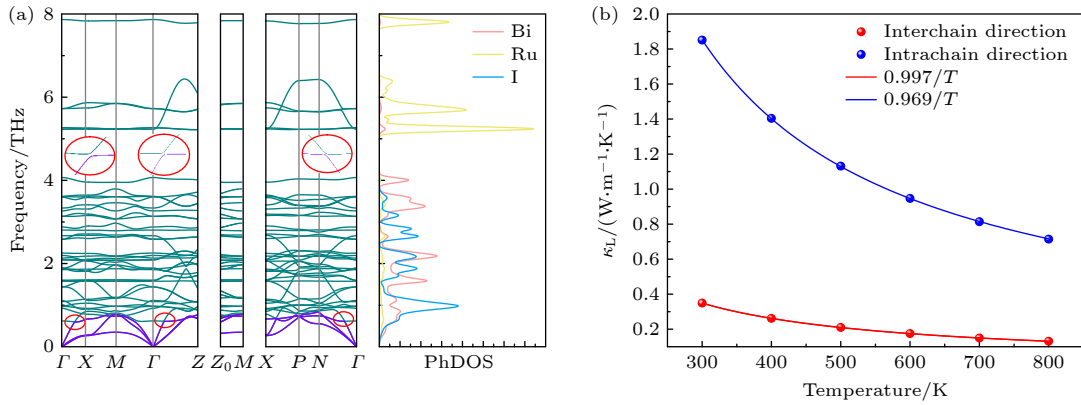 (a)
8
6
4
2
0
Frequency/THz
Γ X M Γ Z Z0 M X P N Γ
Bi
Ru
I
PhDOS
(b)
2.0
1.8
1.6
1.4
1.2
1.0
0.8
0.6
0.4
0.2
κL/(W·m−1·K−1)
Interchain direction
Intrachain direction
0.997/T
0.969/T
300 400 500 600 700 800
Temperature/K